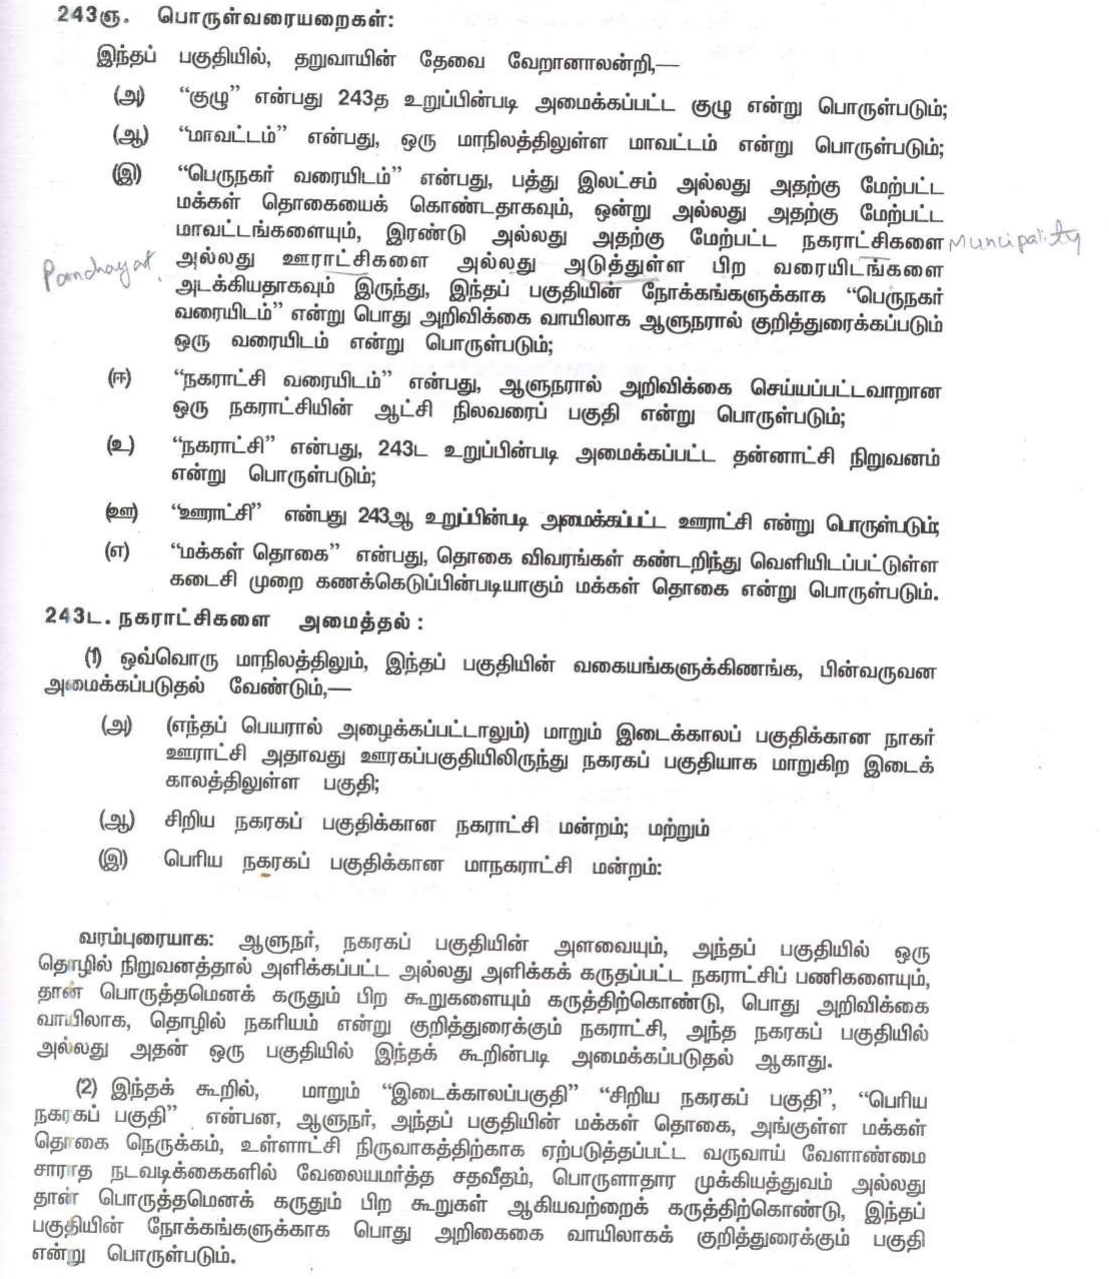 243ஞ. பொருள்வரையறைகள்:
இந்தப் பகுதியில், தறுவாயின் தேவை வேறானாலன்றி,—
(அ) “குழு” என்பது 243த உறுப்பின்படி அமைக்கப்பட்ட குழு என்று பொருள்படும்;
(ஆ) “மாவட்டம்” என்பது, ஒரு மாநிலத்திலுள்ள மாவட்டம் என்று பொருள்படும்;
(இ) “பெருநகர் வரையிடம்” என்பது, பத்து இலட்சம் அல்லது அதற்கு மேற்பட்ட
மக்கள் தொகையைக் கொண்டதாகவும், ஒன்று அல்லது அதற்கு மேற்பட்ட
மாவட்டங்களையும், இரண்டு அல்லது அதற்கு மேற்பட்ட நகராட்சிகளை Muncipality
Panchayat. அல்லது ஊராட்சிகளை அல்லது அடுத்துள்ள பிற வரையிடங்களை
அடக்கியதாகவும் இருந்து, இந்தப் பகுதியின் நோக்கங்களுக்காக “பெருநகர்
வரையிடம்” என்று பொது அறிவிக்கை வாயிலாக ஆளுநரால் குறித்துரைக்கப்படும்
ஒரு வரையிடம் என்று பொருள்படும்;
(ஈ) “நகராட்சி வரையிடம்” என்பது, ஆளுநரால் அறிவிக்கை செய்யப்பட்டவாறான
ஒரு நகராட்சியின் ஆட்சி நிலவரைப் பகுதி என்று பொருள்படும்;
(உ) “நகராட்சி” என்பது, 243ட உறுப்பின்படி அமைக்கப்பட்ட தன்னாட்சி நிறுவனம்
என்று பொருள்படும்;
(ஊ) “ஊராட்சி” என்பது 243ஆ உறுப்பின்படி அமைக்கப்பட்ட ஊராட்சி என்று பொருள்படும்;
(எ) “மக்கள் தொகை” என்பது, தொகை விவரங்கள் கண்டறிந்து வெளியிடப்பட்டுள்ள
கடைசி முறை கணக்கெடுப்பின்படியாகும் மக்கள் தொகை என்று பொருள்படும்.
243ட. நகராட்சிகளை அமைத்தல் :
(1) ஒவ்வொரு மாநிலத்திலும், இந்தப் பகுதியின் வகையங்களுக்கிணங்க, பின்வருவன
அமைக்கப்படுதல் வேண்டும்,—
(அ) (எந்தப் பெயரால் அழைக்கப்பட்டாலும்) மாறும் இடைக்காலப் பகுதிக்கான நாகர்
ஊராட்சி அதாவது ஊரகப்பகுதியிலிருந்து நகரகப் பகுதியாக மாறுகிற இடைக்
காலத்திலுள்ள பகுதி;
(ஆ) சிறிய நகரகப் பகுதிக்கான நகராட்சி மன்றம்; மற்றும்
(இ) பெரிய நகரகப் பகுதிக்கான மாநகராட்சி மன்றம்:
வரம்புரையாக: ஆளுநர், நகரகப் பகுதியின் அளவையும், அந்தப் பகுதியில் ஒரு
தொழில் நிறுவனத்தால் அளிக்கப்பட்ட அல்லது அளிக்கக் கருதப்பட்ட நகராட்சிப் பணிகளையும்,
தான் பொருத்தமெனக் கருதும் பிற கூறுகளையும் கருத்திற்கொண்டு, பொது அறிவிக்கை
வாயிலாக, தொழில் நகரியம் என்று குறித்துரைக்கும் நகராட்சி, அந்த நகரகப் பகுதியில்
அல்லது அதன் ஒரு பகுதியில் இந்தக் கூறின்படி அமைக்கப்படுதல் ஆகாது.
(2) இந்தக் கூறில், மாறும் “இடைக்காலப்பகுதி” “சிறிய நகரகப் பகுதி”, “பெரிய
நகரகப் பகுதி” என்பன, ஆளுநர், அந்தப் பகுதியின் மக்கள் தொகை, அங்குள்ள மக்கள்
தொகை நெருக்கம், உள்ளாட்சி நிருவாகத்திற்காக ஏற்படுத்தப்பட்ட வருவாய் வேளாண்மை
சாராத நடவடிக்கைகளில் வேலையமர்த்த சதவீதம், பொருளாதார முக்கியத்துவம் அல்லது
தான் பொருத்தமெனக் கருதும் பிற கூறுகள் ஆகியவற்றைக் கருத்திற்கொண்டு, இந்தப்
பகுதியின் நோக்கங்களுக்காக பொது அறிகைகை வாயிலாகக் குறித்துரைக்கும் பகுதி
என்று பொருள்படும்.